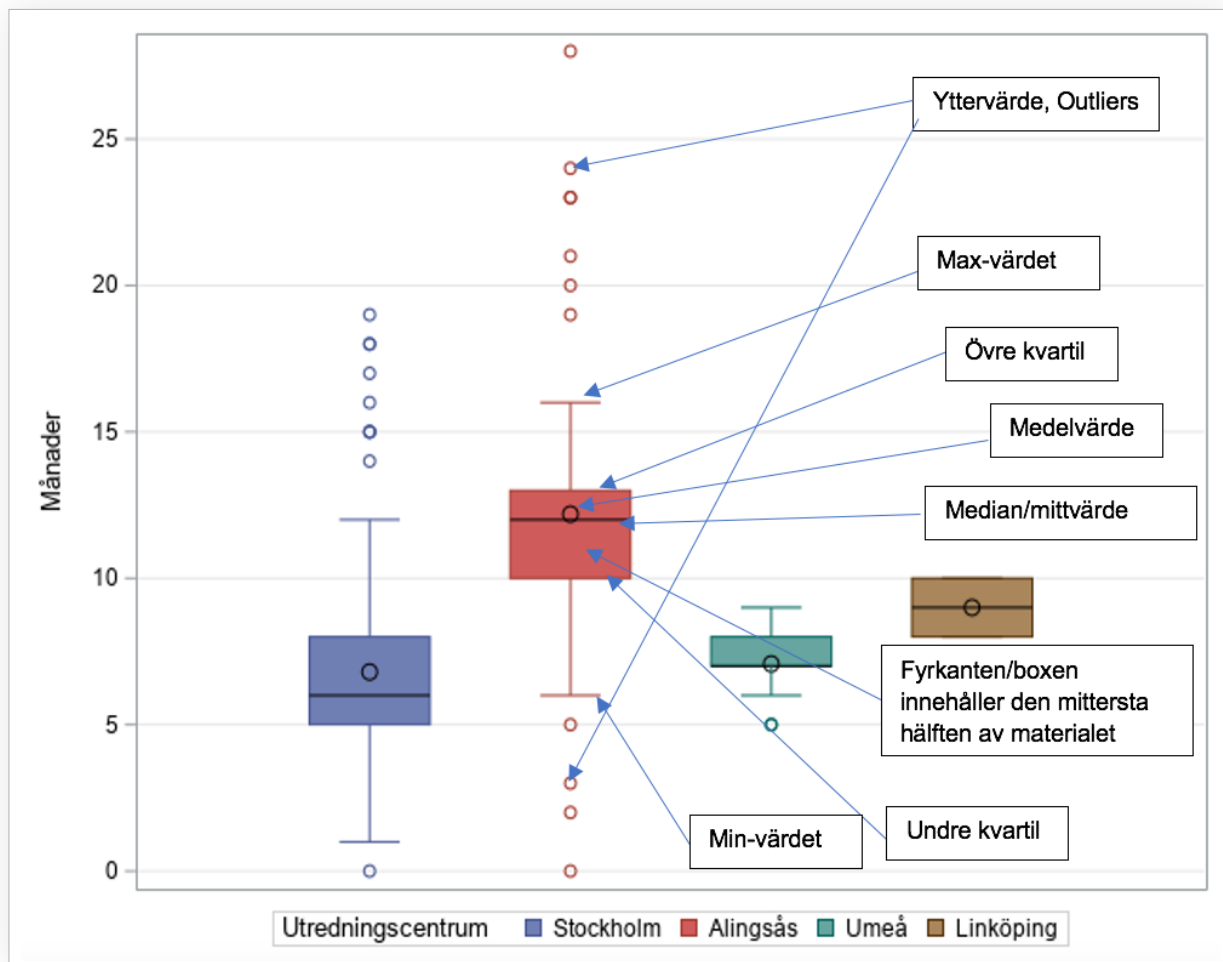 Yttervärde, Outliers
25
Max-värdet
20
Övre kvartil
Medelvärde
15
Månader
Median/mittvärde
10
Fyrkanten/boxen
innehåller den mittersta
hälften av materialet
5
Undre kvartil
Min-värdet
0
Utredningscentrum Stockholm Alingsås Umeå Linköping